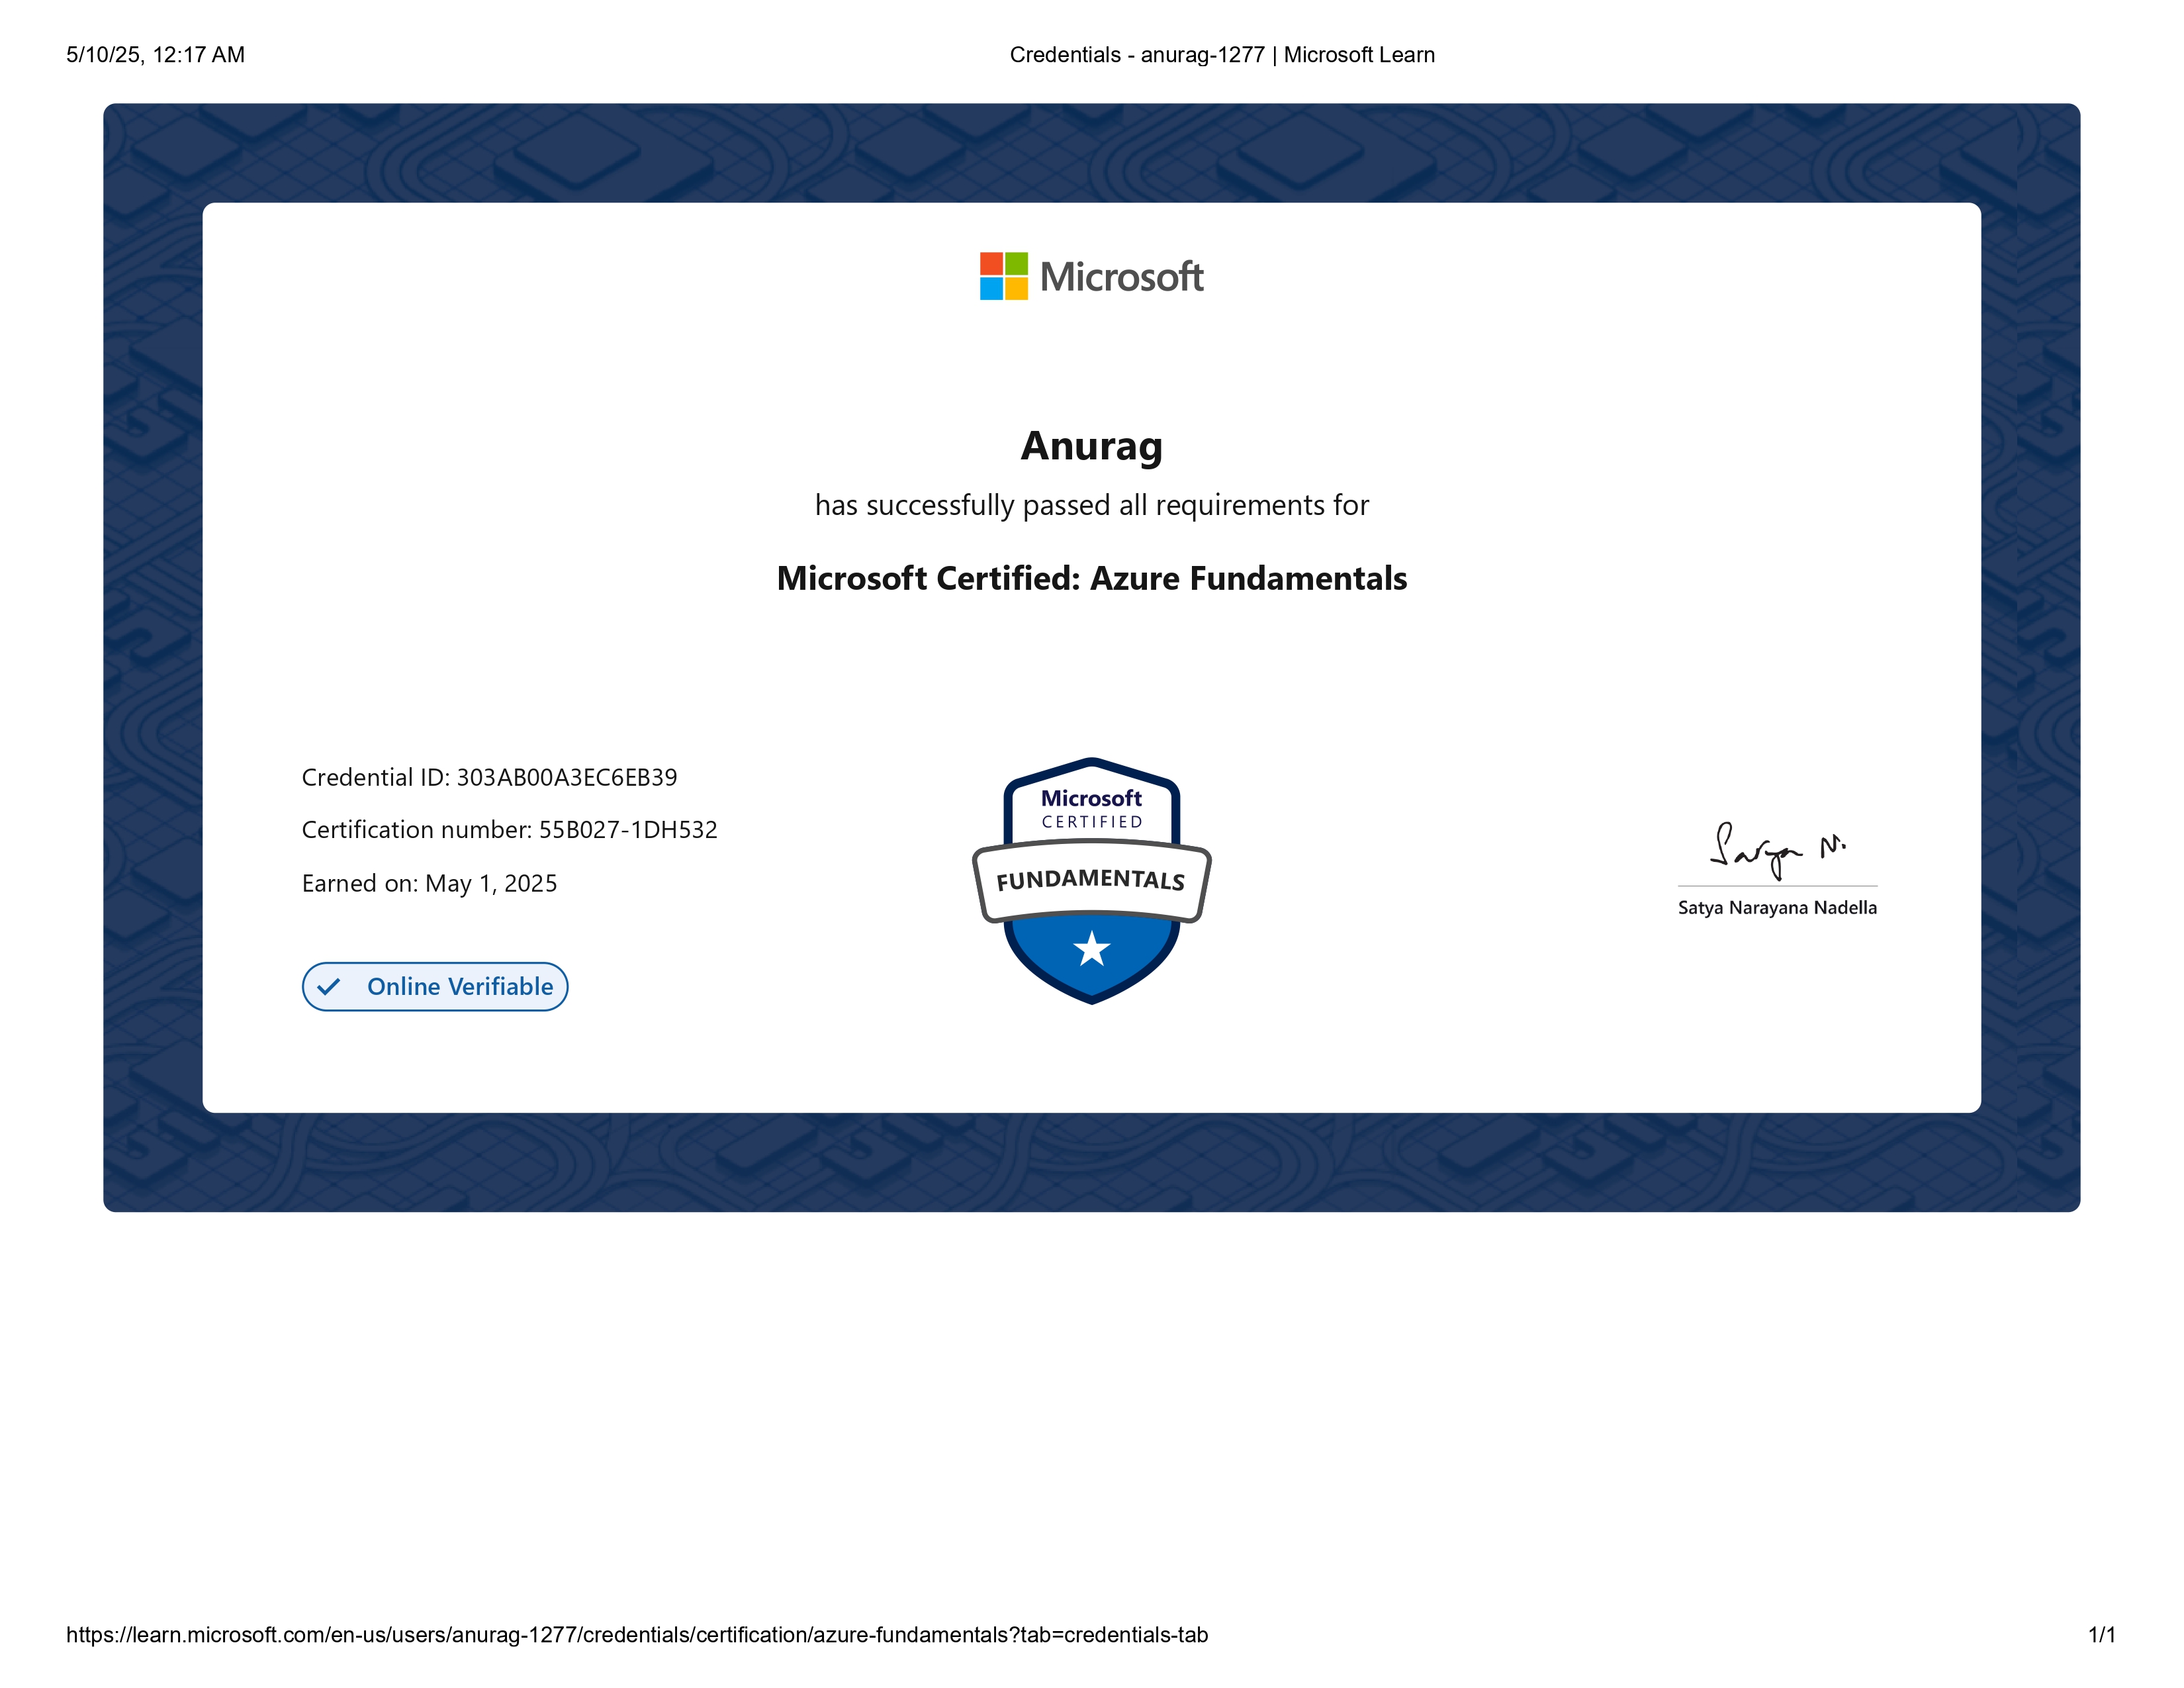 5/10/25, 12:17 AM
Credentials - anurag-1277 | Microsoft Learn
Microsoft
Anurag
has successfully passed all requirements for
Microsoft Certified: Azure Fundamentals
Credential ID: 303AB00A3EC6EB39
Certification number: 55B027-1DH532
Earned on: May 1, 2025
Online Verifiable
Microsoft
CERTIFIED
FUNDAMENTALS
Satya N.
Satya Narayana Nadella
https://learn.microsoft.com/en-us/users/anurag-1277/credentials/certification/azure-fundamentals?tab=credentials-tab
1/1